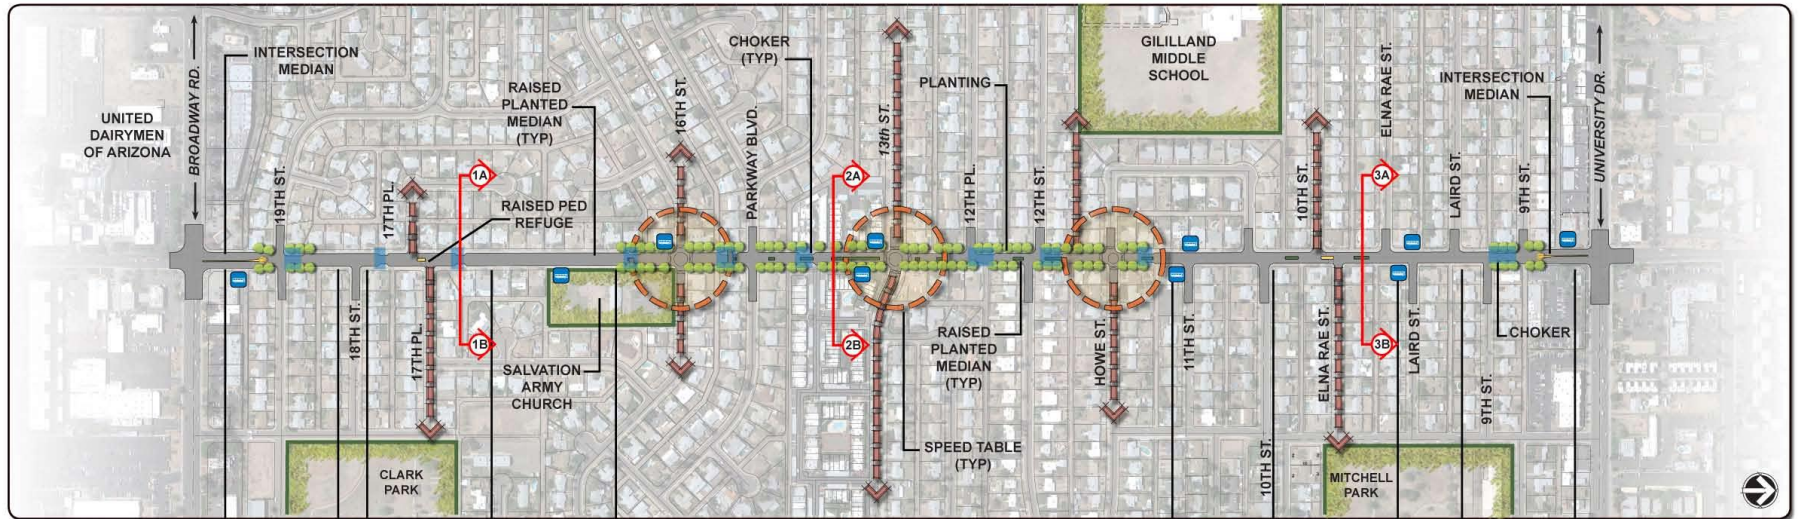 UNITED
DAIRYMEN
OF ARIZONA
BROADWAY RD.
INTERSECTION
MEDIAN
19TH ST.
18TH ST.
17TH PL.
17TH PL.
1A
1B
RAISED PED
REFUGE
RAISED
PLANTED
MEDIAN
(TYP)
SALVATION
ARMY
CHURCH
CLARK
PARK
16TH ST.
PARKWAY BLVD.
CHOKER
(TYP)
2A
2B
13th ST.
PLANTING
12TH PL.
12TH ST.
RAISED
PLANTED
MEDIAN
(TYP)
SPEED TABLE
(TYP)
GILILLAND
MIDDLE
SCHOOL
HOWE ST.
11TH ST.
10TH ST.
10TH ST.
ELNA RAE ST.
ELNA RAE ST.
3A
3B
MITCHELL
PARK
LAIRD ST.
LAIRD ST.
9TH ST.
9TH ST.
INTERSECTION
MEDIAN
CHOKER
UNIVERSITY DR.